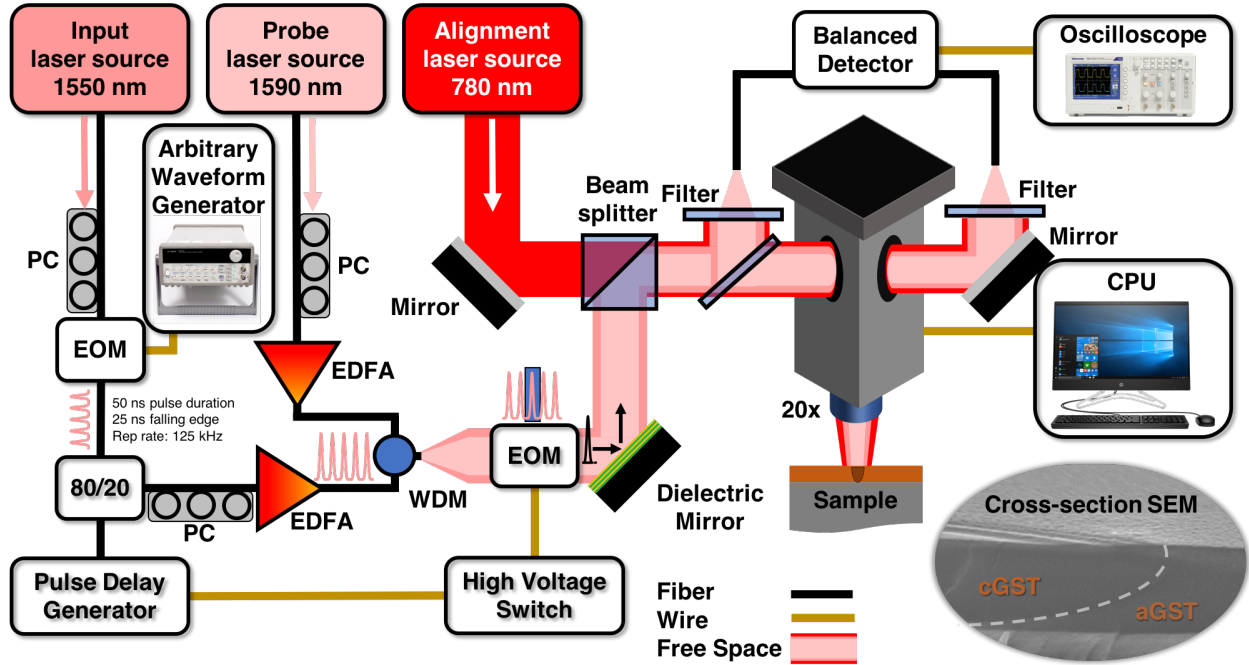 Input
laser source
1550 nm
Probe
laser source
1590 nm
Alignment
laser source
780 nm
Balanced
Detector
Oscilloscope
Arbitrary
Waveform
Generator
PC
PC
Beam
splitter
Filter
Filter
Mirror
Mirror
CPU
EOM
EDFA
50 ns pulse duration
25 ns falling edge
Rep rate: 125 kHz
20x
EOM
80/20
PC
EDFA
WDM
Dielectric
Mirror
Sample
Cross-section SEM
cGST
aGST
Pulse Delay
Generator
High Voltage
Switch
Fiber
Wire
Free Space